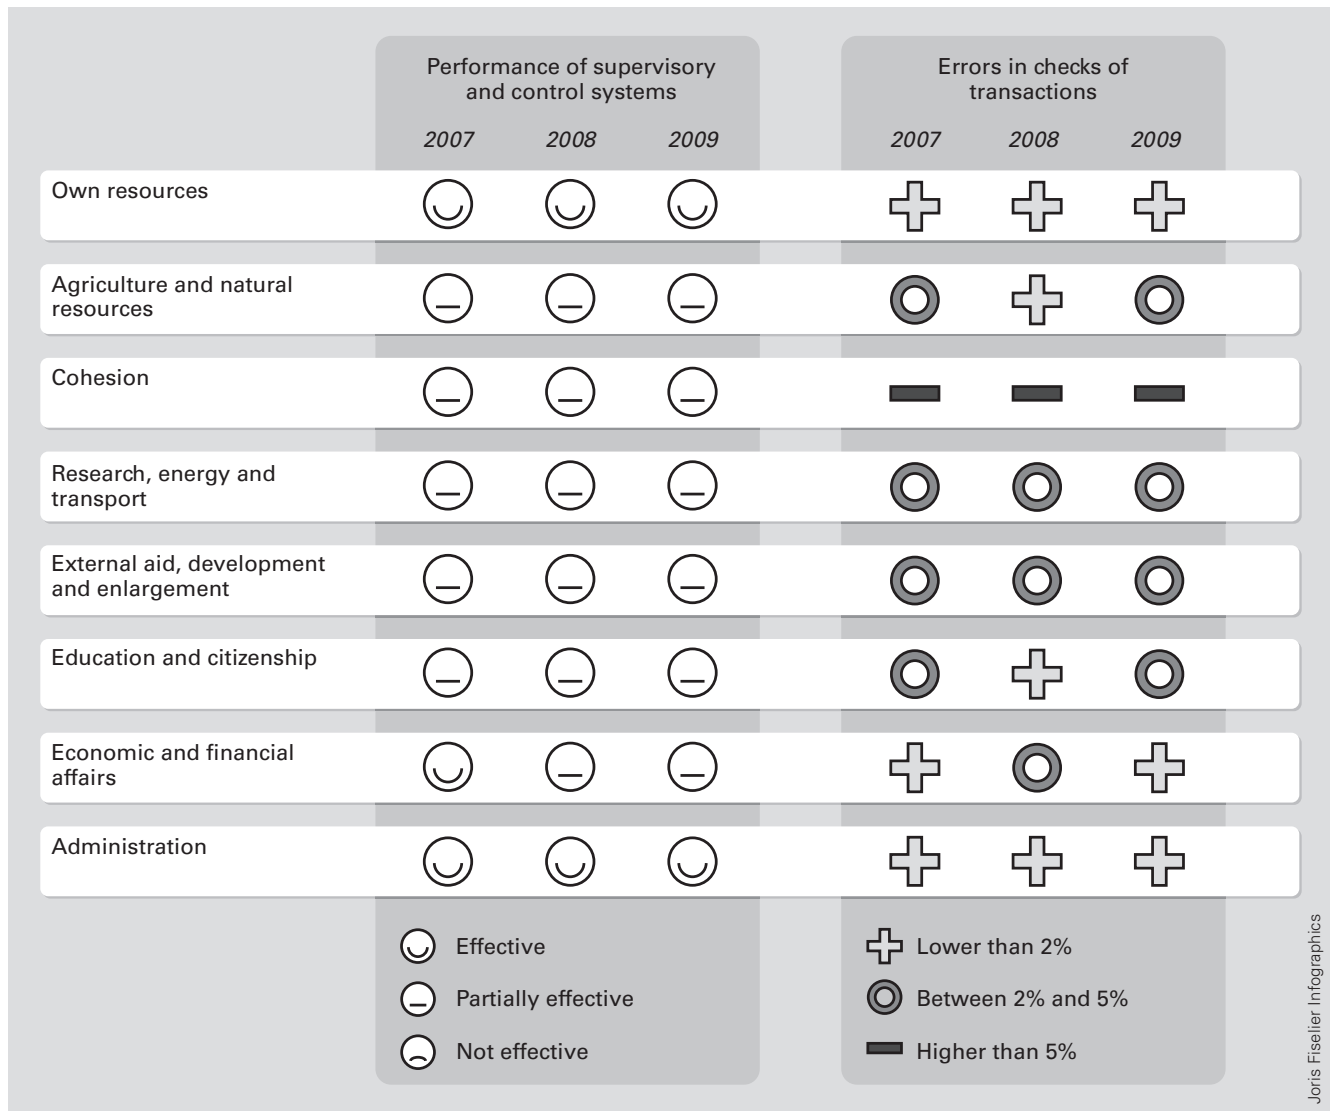 Performance of supervisory
and control systems
2007 2008 2009
Errors in checks of
transactions
2007 2008 2009
Own resources
Agriculture and natural
resources
Cohesion
Research, energy and
transport
External aid, development
and enlargement
Education and citizenship
Economic and financial
affairs
Administration
Effective
Partially effective
Not effective
Lower than 2%
Between 2% and 5%
Higher than 5%
Joris Fiselier Infographics